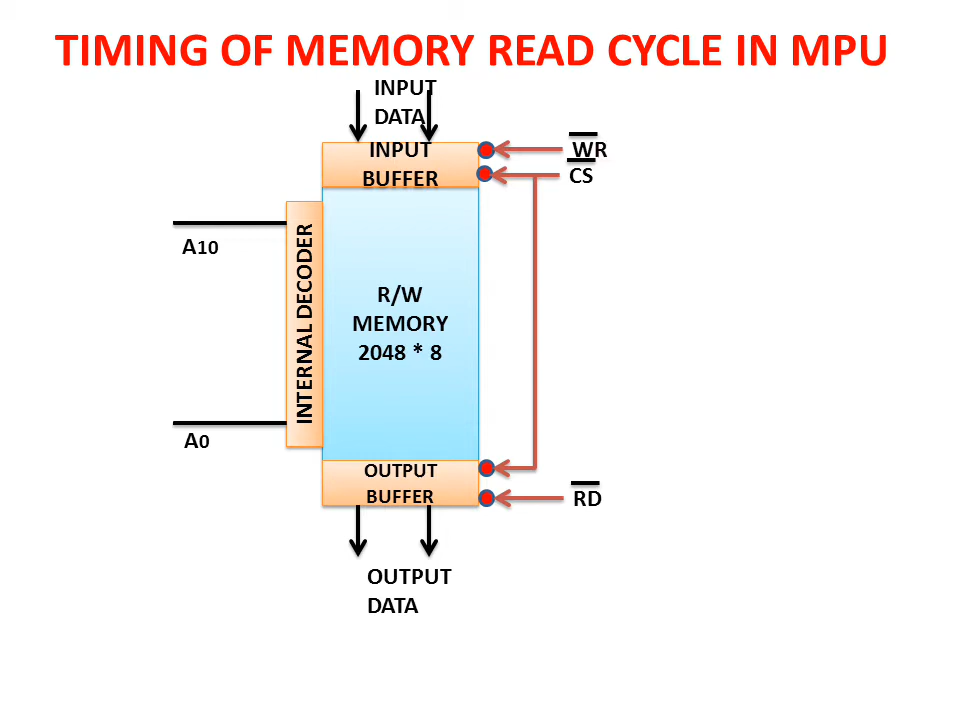 TIMING OF MEMORY READ CYCLE IN MPU
INPUT
DATA
INPUT
BUFFER
WR
CS
A10
INTERNAL DECODER
R/W
MEMORY
2048 * 8
A0
OUTPUT
BUFFER
RD
OUTPUT
DATA